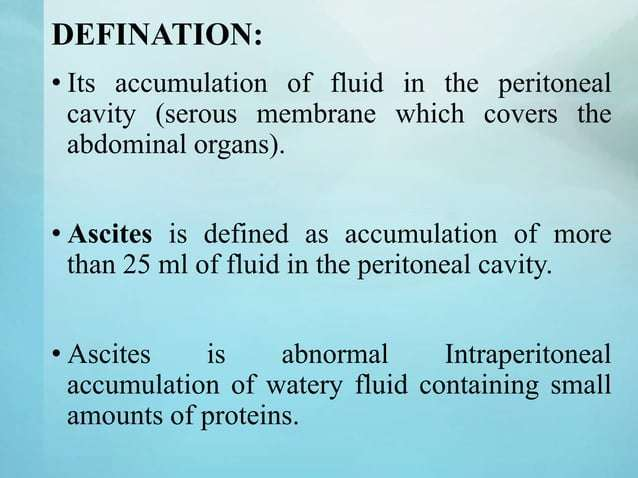 DEFINATION:
• Its accumulation of fluid in the peritoneal
cavity (serous membrane which covers the
abdominal organs).
• Ascites is defined as accumulation of more
than 25 ml of fluid in the peritoneal cavity.
• Ascites is abnormal Intraperitoneal
accumulation of watery fluid containing small
amounts of proteins.